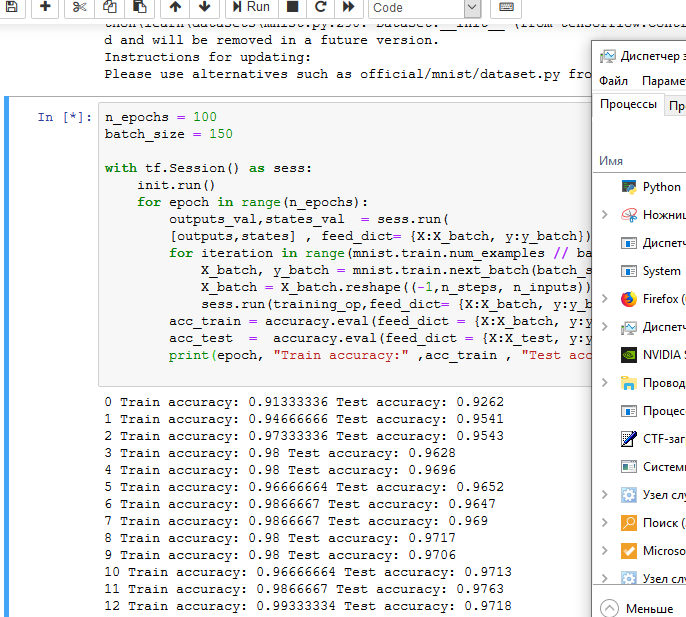 Run
Code
d and will be removed in a future version.
Instructions for updating:
Please use alternatives such as official/mnist/dataset.py fro
In [*]:
n_epochs = 100
batch_size = 150
with tf.Session() as sess:
init.run()
for epoch in range(n_epochs):
outputs_val,states_val  = sess.run(
[outputs,states] , feed_dict= {X:X_batch, y:y_batch})
for iteration in range(mnist.train.num_examples // ba
X_batch, y_batch = mnist.train.next_batch(batch_s
X_batch = X_batch.reshape((-1,n_steps, n_inputs))
sess.run(training_op,feed_dict= {X:X_batch, y:y_b
acc_train = accuracy.eval(feed_dict = {X:X_batch, y:y
acc_test  =  accuracy.eval(feed_dict = {X:X_test, y:y
print(epoch, "Train accuracy:" ,acc_train , "Test acc
0 Train accuracy: 0.91333336 Test accuracy: 0.9262
1 Train accuracy: 0.94666666 Test accuracy: 0.9541
2 Train accuracy: 0.97333336 Test accuracy: 0.9543
3 Train accuracy: 0.98 Test accuracy: 0.9628
4 Train accuracy: 0.98 Test accuracy: 0.9696
5 Train accuracy: 0.96666664 Test accuracy: 0.9652
6 Train accuracy: 0.9866667 Test accuracy: 0.9647
7 Train accuracy: 0.9866667 Test accuracy: 0.969
8 Train accuracy: 0.98 Test accuracy: 0.9717
9 Train accuracy: 0.98 Test accuracy: 0.9706
10 Train accuracy: 0.96666664 Test accuracy: 0.9713
11 Train accuracy: 0.9866667 Test accuracy: 0.9763
12 Train accuracy: 0.99333334 Test accuracy: 0.9718
Диспетчер з
Файл Парамет
Процессы Пр
Имя
Python
Ножниц
Диспетч
System
Firefox (
Диспетч
NVIDIA S
Провод
Процес
CTF-заг
Системн
Узел слу
Поиск (
Microso
Узел слу
Меньше